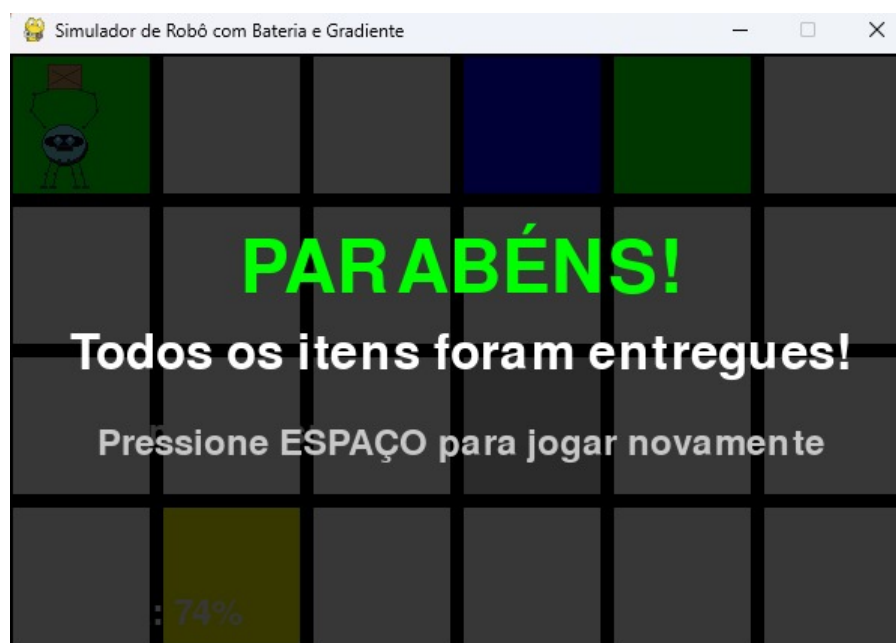 Simulador de Robô com Bateria e Gradiente
PARABÉNS!
Todos os itens foram entregues!
Pressione ESPAÇO para jogar novamente
: 74%